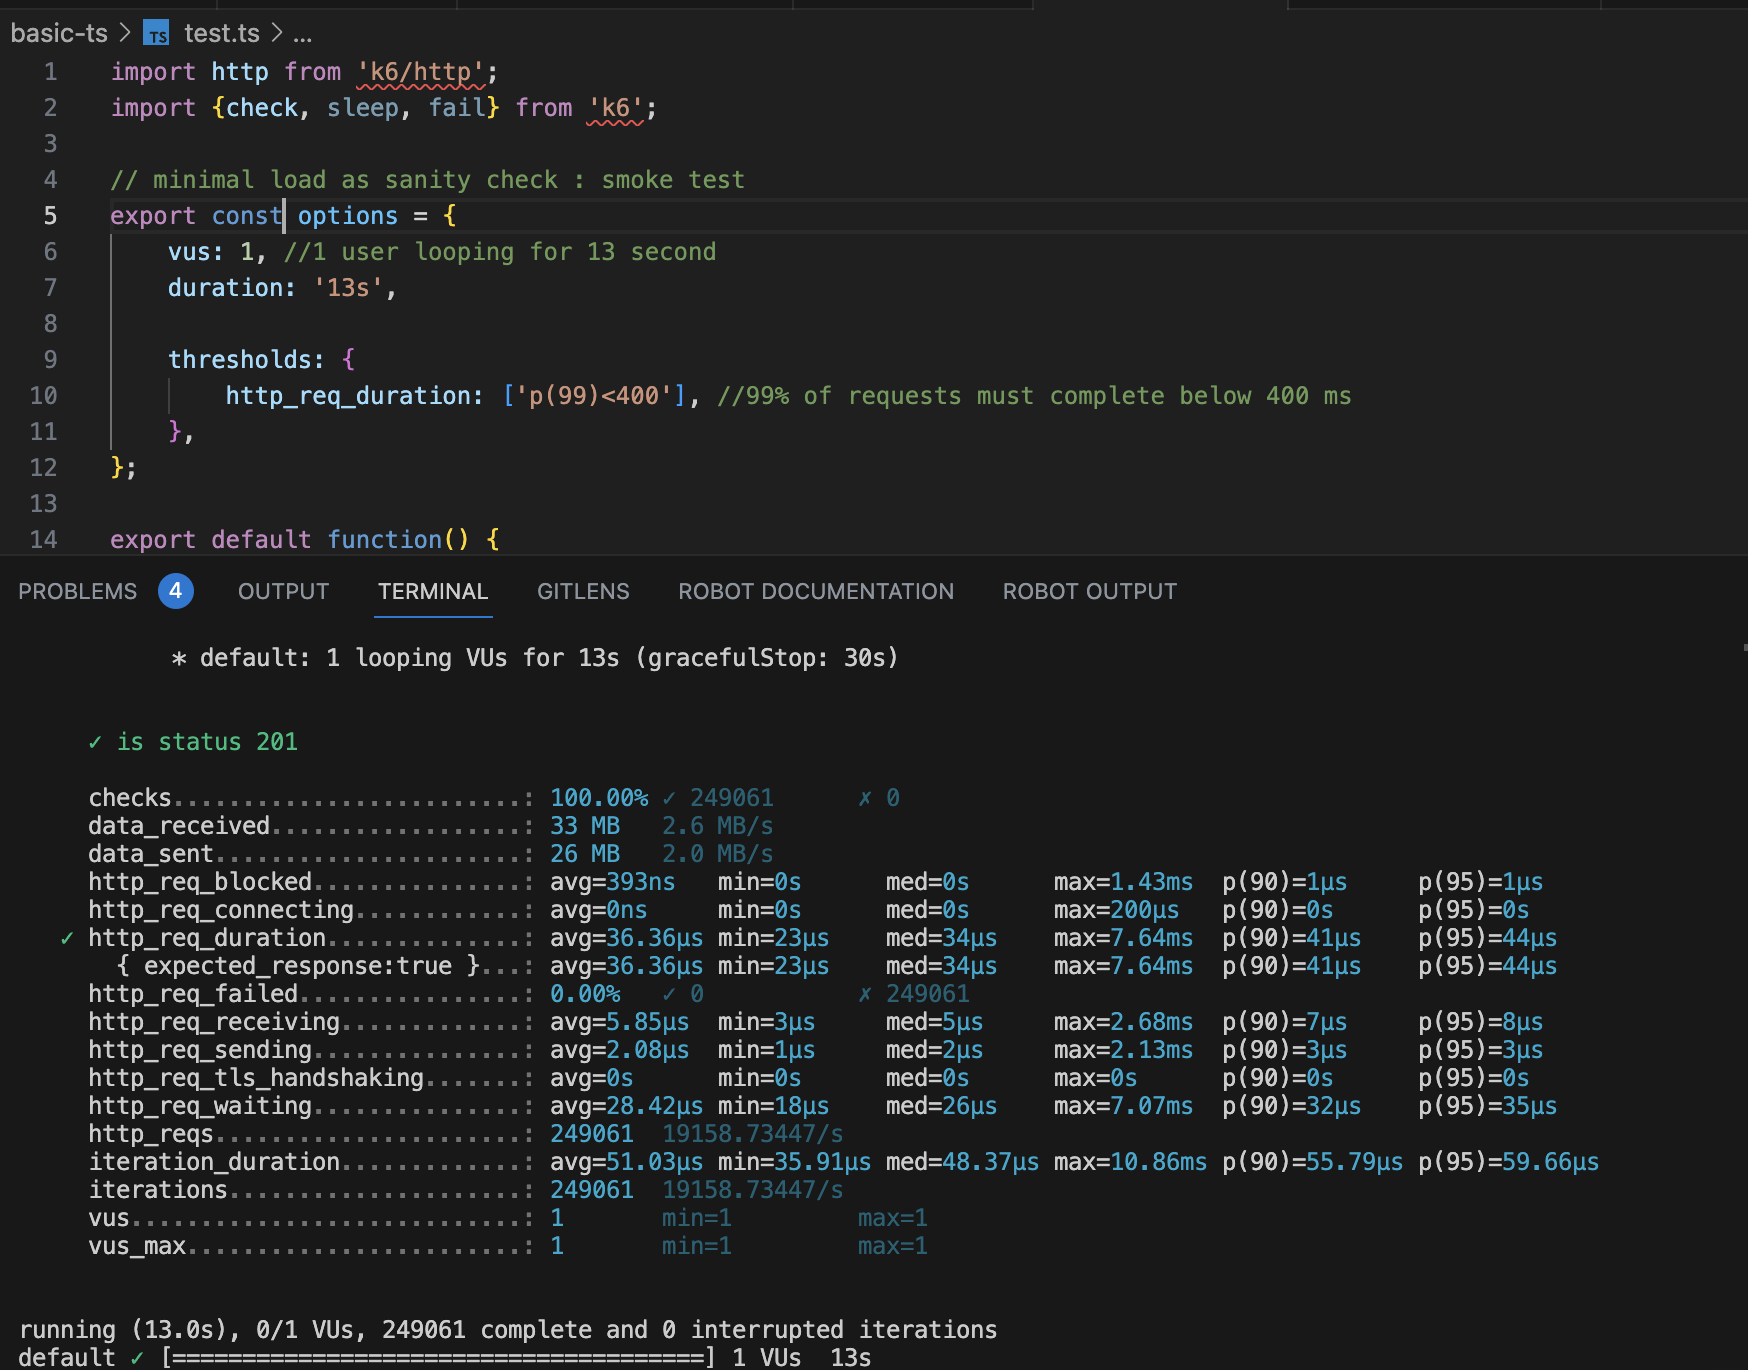 basic-ts > TS test.ts > ...
1 import http from 'k6/http';
2 import {check, sleep, fail} from 'k6';
3
4 // minimal load as sanity check : smoke test
5 export const options = {
6 vus: 1, //1 user looping for 13 second
7 duration: '13s',
8
9 thresholds: {
10 http_req_duration: ['p(99)<400'], //99% of requests must complete below 400 ms
11 },
12 };
13
14 export default function() {
PROBLEMS 4 OUTPUT TERMINAL GITLENS ROBOT DOCUMENTATION ROBOT OUTPUT
* default: 1 looping VUs for 13s (gracefulStop: 30s)
✓ is status 201
checks.........................: 100.00% ✓ 249061 ✗ 0
data_received..................: 33 MB 2.6 MB/s
data_sent......................: 26 MB 2.0 MB/s
http_req_blocked...............: avg=393ns min=0s med=0s max=1.43ms p(90)=1µs p(95)=1µs
http_req_connecting............: avg=0ns min=0s med=0s max=200µs p(90)=0s p(95)=0s
✓ http_req_duration..............: avg=36.36µs min=23µs med=34µs max=7.64ms p(90)=41µs p(95)=44µs
{ expected_response:true }...: avg=36.36µs min=23µs med=34µs max=7.64ms p(90)=41µs p(95)=44µs
http_req_failed................: 0.00% ✓ 0 ✗ 249061
http_req_receiving.............: avg=5.85µs min=3µs med=5µs max=2.68ms p(90)=7µs p(95)=8µs
http_req_sending...............: avg=2.08µs min=1µs med=2µs max=2.13ms p(90)=3µs p(95)=3µs
http_req_tls_handshaking.......: avg=0s min=0s med=0s max=0s p(90)=0s p(95)=0s
http_req_waiting...............: avg=28.42µs min=18µs med=26µs max=7.07ms p(90)=32µs p(95)=35µs
http_reqs......................: 249061 19158.73447/s
iteration_duration.............: avg=51.03µs min=35.91µs med=48.37µs max=10.86ms p(90)=55.79µs p(95)=59.66µs
iterations.....................: 249061 19158.73447/s
vus............................: 1 min=1 max=1
vus_max........................: 1 min=1 max=1
running (13.0s), 0/1 VUs, 249061 complete and 0 interrupted iterations
default ✓ [======================================] 1 VUs 13s